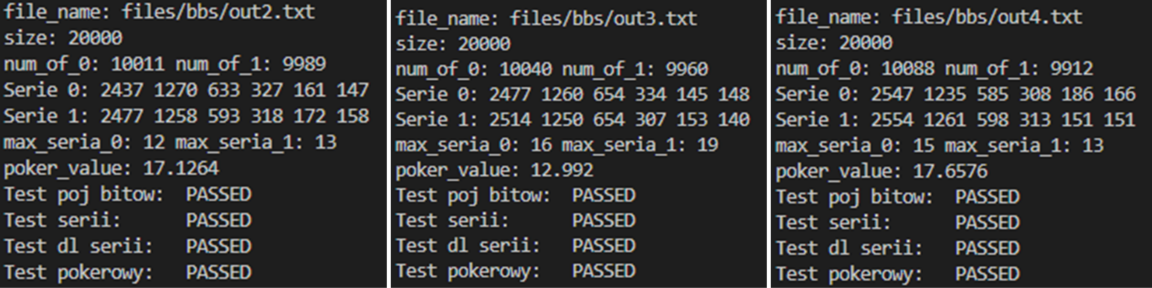 file_name: files/bbs/out2.txt
size: 20000
num_of_0: 10011 num_of_1: 9989
Serie 0: 2437 1270 633 327 161 147
Serie 1: 2477 1258 593 318 172 158
max_seria_0: 12 max_seria_1: 13
poker_value: 17.1264
Test poj bitow: PASSED
Test serii: PASSED
Test dl serii: PASSED
Test pokerowy: PASSED
file_name: files/bbs/out3.txt
size: 20000
num_of_0: 10040 num_of_1: 9960
Serie 0: 2477 1260 654 334 145 148
Serie 1: 2514 1250 654 307 153 140
max_seria_0: 16 max_seria_1: 19
poker_value: 12.992
Test poj bitow: PASSED
Test serii: PASSED
Test dl serii: PASSED
Test pokerowy: PASSED
file_name: files/bbs/out4.txt
size: 20000
num_of_0: 10088 num_of_1: 9912
Serie 0: 2547 1235 585 308 186 166
Serie 1: 2554 1261 598 313 151 151
max_seria_0: 15 max_seria_1: 13
poker_value: 17.6576
Test poj bitow: PASSED
Test serii: PASSED
Test dl serii: PASSED
Test pokerowy: PASSED